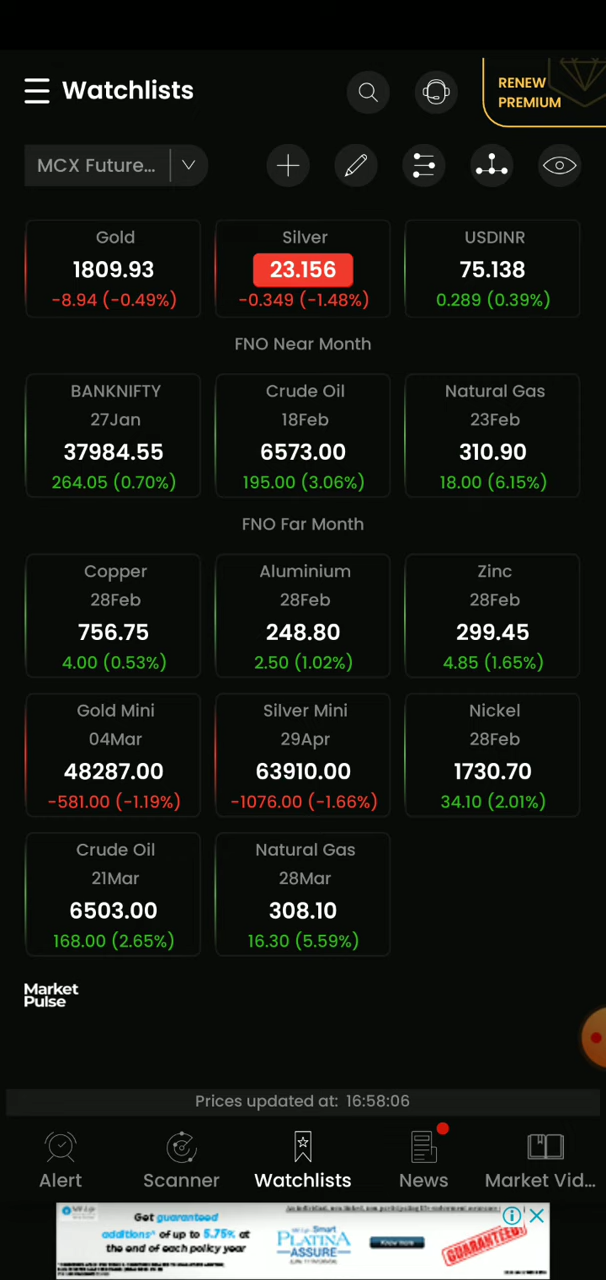 Watchlists
RENEW
PREMIUM
MCX Future...
Gold
1809.93
-8.94 (-0.49%)
Silver
23.156
-0.349 (-1.48%)
USDINR
75.138
0.289 (0.39%)
FNO Near Month
BANKNIFTY
27Jan
37984.55
264.05 (0.70%)
Crude Oil
18Feb
6573.00
195.00 (3.06%)
Natural Gas
23Feb
310.90
18.00 (6.15%)
FNO Far Month
Copper
28Feb
756.75
4.00 (0.53%)
Aluminium
28Feb
248.80
2.50 (1.02%)
Zinc
28Feb
299.45
4.85 (1.65%)
Gold Mini
04Mar
48287.00
-581.00 (-1.19%)
Silver Mini
29Apr
63910.00
-1076.00 (-1.66%)
Nickel
28Feb
1730.70
34.10 (2.01%)
Crude Oil
21Mar
6503.00
168.00 (2.65%)
Natural Gas
28Mar
308.10
16.30 (5.59%)
Market
Pulse
Prices updated at: 16:58:06
Alert
Scanner
Watchlists
News
Market Vid...
Get guaranteed
additions^ of up to 5.75% at
the end of each policy year
Smart
PLATINA
ASSURE
Know more
GUARANTEED